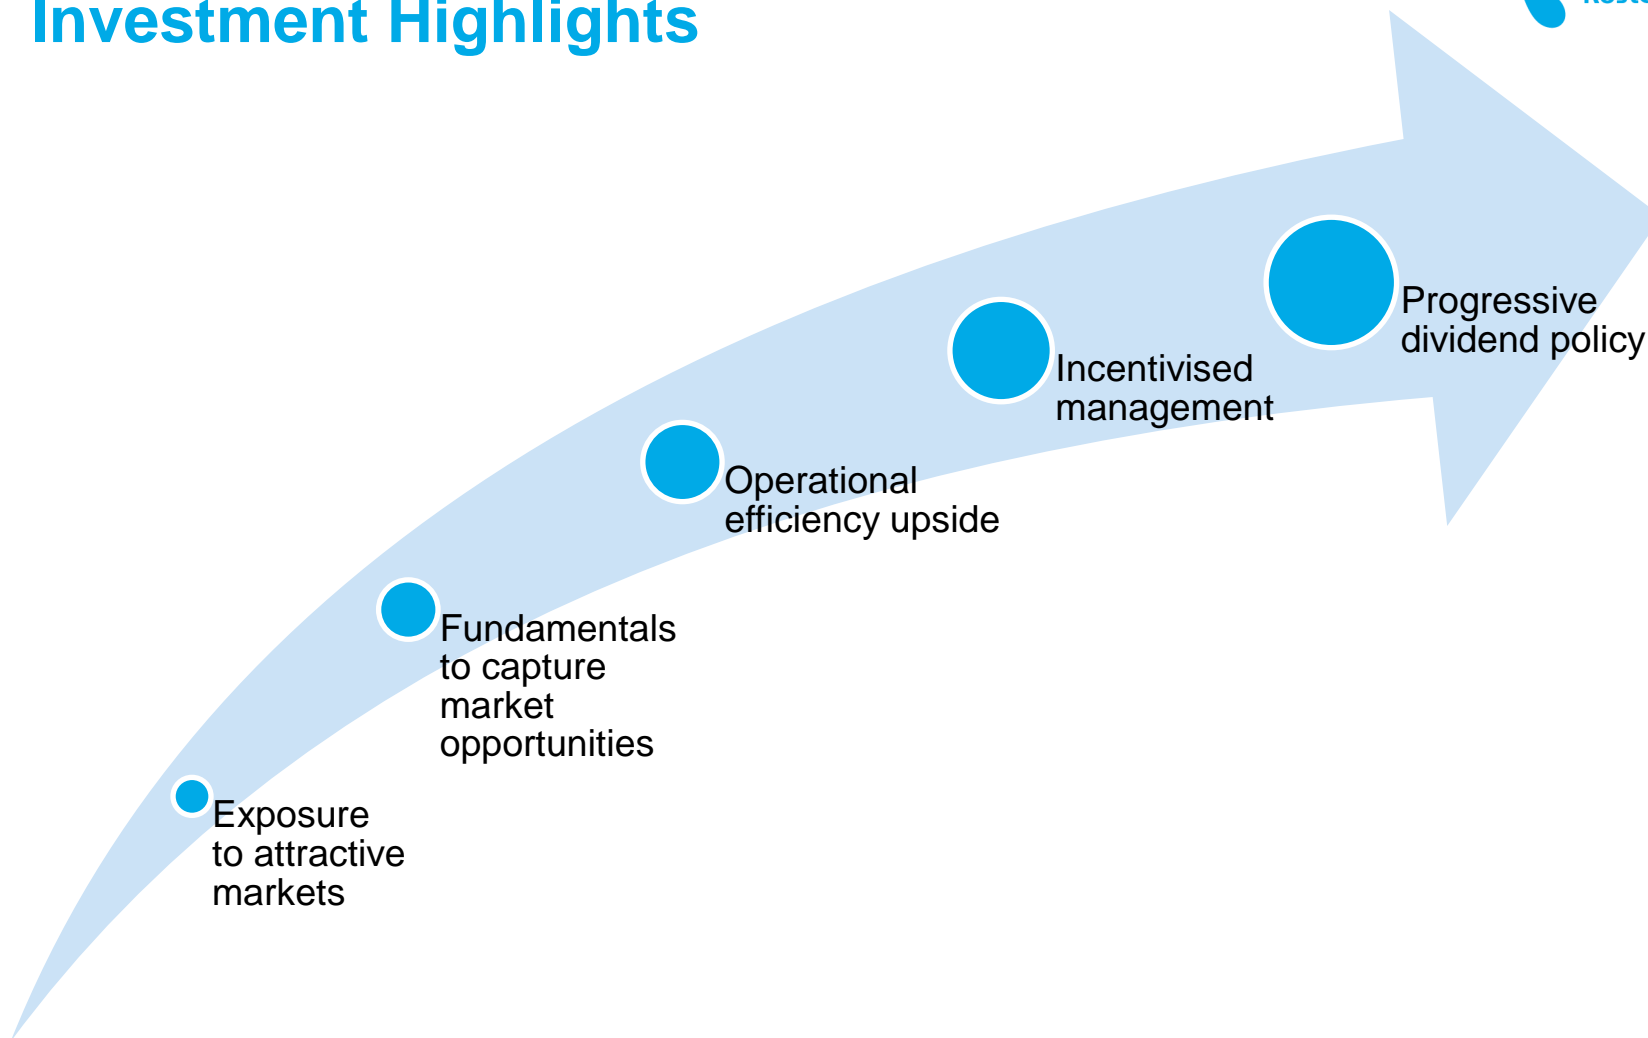 Investment Highlights
Progressive
dividend policy
Incentivised
management
Operational
efficiency upside
Fundamentals
to capture
market
opportunities
Exposure
to attractive
markets